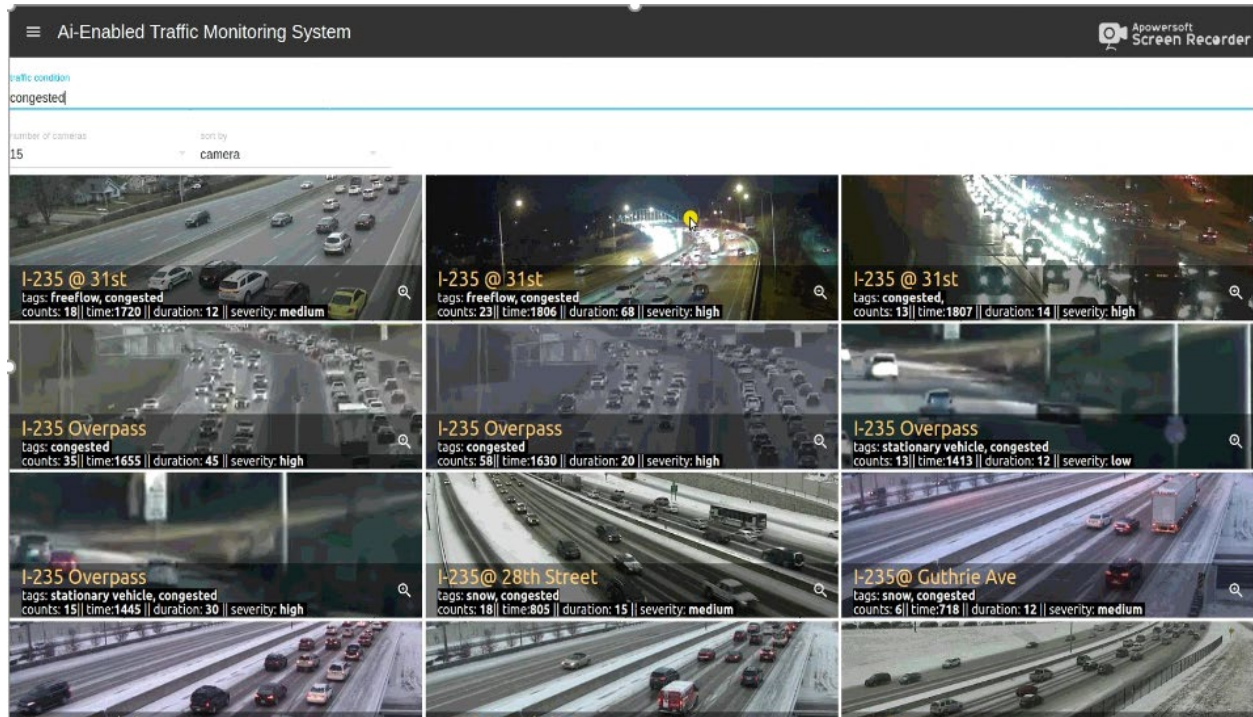 ≡ Ai-Enabled Traffic Monitoring System
Apowersoft
Screen Recorder
traffic condition
congested
number of cameras
sort by
15
camera
I-235 @ 31st
tags: freeflow, congested
counts: 18|| time:1720 || duration: 12 || severity: medium
I-235 @ 31st
tags: freeflow, congested
counts: 23|| time:1806 || duration: 68 || severity: high
I-235 @ 31st
tags: congested,
counts: 13|| time:1807 || duration: 14 || severity: high
I-235 Overpass
tags: congested
counts: 35|| time:1655 || duration: 45 || severity: high
I-235 Overpass
tags: congested
counts: 58|| time:1630 || duration: 20 || severity: high
I-235 Overpass
tags: stationary vehicle, congested
counts: 13|| time:1413 || duration: 12 || severity: low
I-235 Overpass
tags: stationary vehicle, congested
counts: 15|| time:1445 || duration: 30 || severity: high
I-235@ 28th Street
tags: snow, congested
counts: 18|| time:805 || duration: 15 || severity: medium
I-235@ Guthrie Ave
tags: snow, congested
counts: 6|| time:718 || duration: 12 || severity: medium